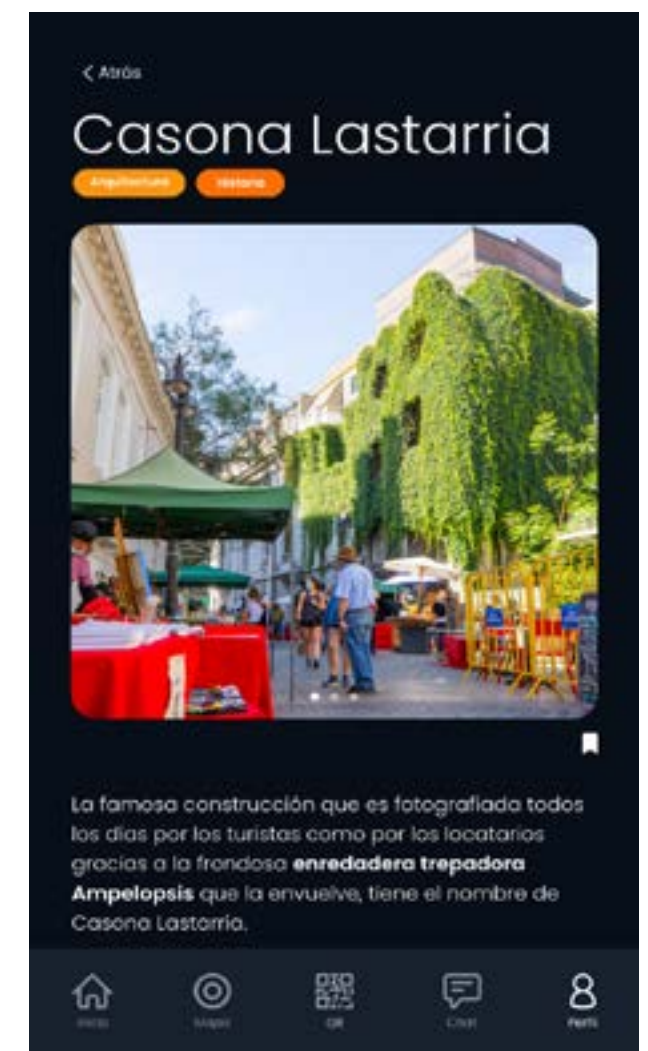 Atrás
Casona Lastarria
Arquitectura Historia
La famosa construcción que es fotografiada todos
los días por los turistas como por los locatarios
gracias a la frondosa enredadera trepadora
Ampelopsis que la envuelve, tiene el nombre de
Casona Lastarria.
Inicio Mapa QR Chat Perfil